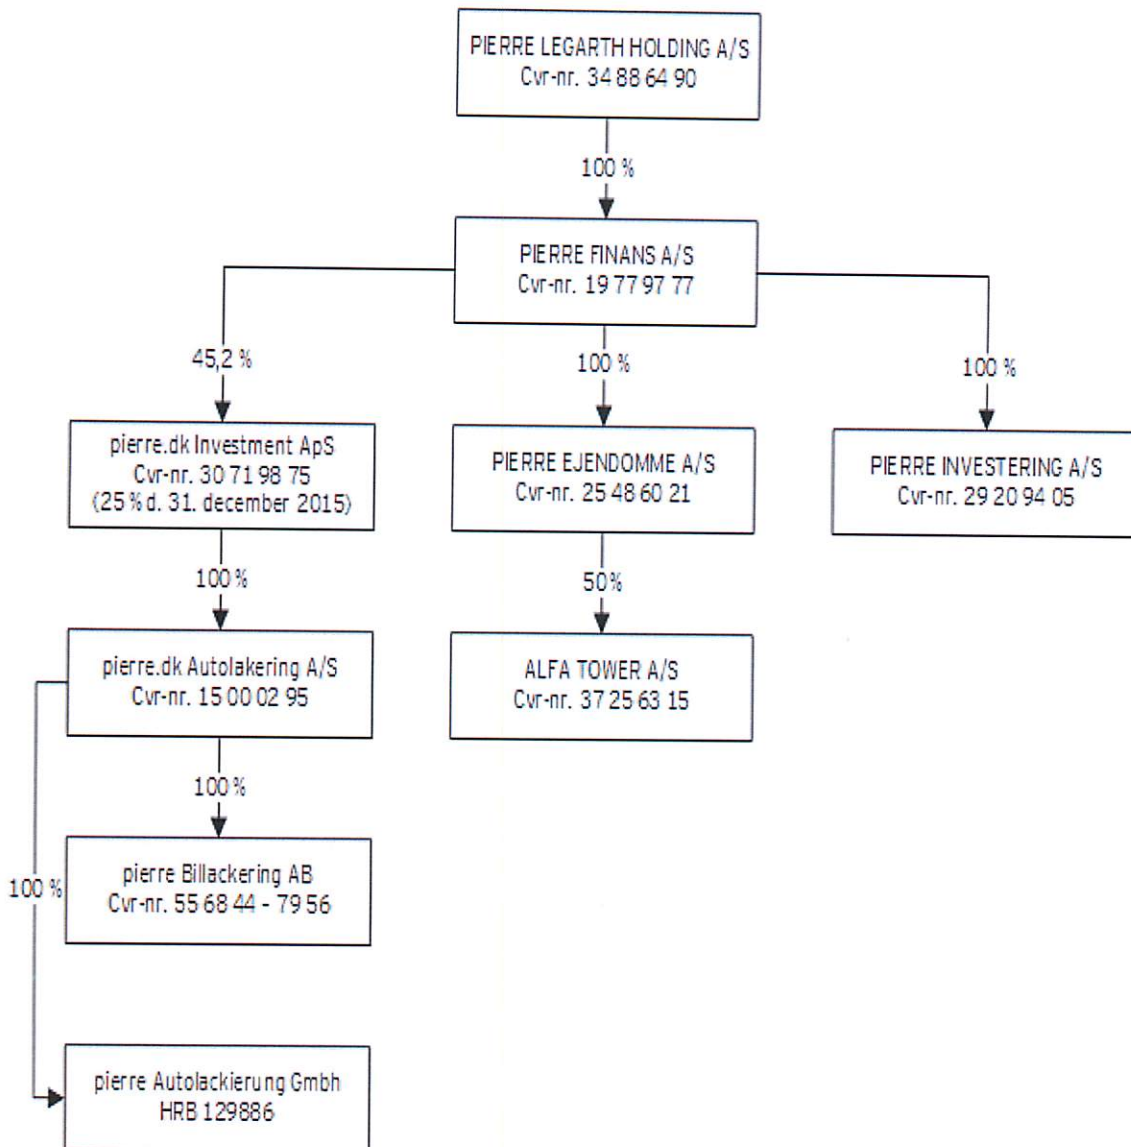 PIERRE LEGARTH HOLDING A/S
Cvr-nr. 34 88 64 90
100 %
PIERRE FINANS A/S
Cvr-nr. 19 77 97 77
45,2 %
100 %
100 %
pierre.dk Investment ApS
Cvr-nr. 30 71 98 75
(25 % d. 31. december 2015)
PIERRE EJENDOMME A/S
Cvr-nr. 25 48 60 21
PIERRE INVESTERING A/S
Cvr-nr. 29 20 94 05
100 %
50 %
pierre.dk Autolakering A/S
Cvr-nr. 15 00 02 95
ALFA TOWER A/S
Cvr-nr. 37 25 63 15
100 %
pierre Billackering AB
Cvr-nr. 55 68 44 - 79 56
100 %
pierre Autolackierung Gmbh
HRB 129886